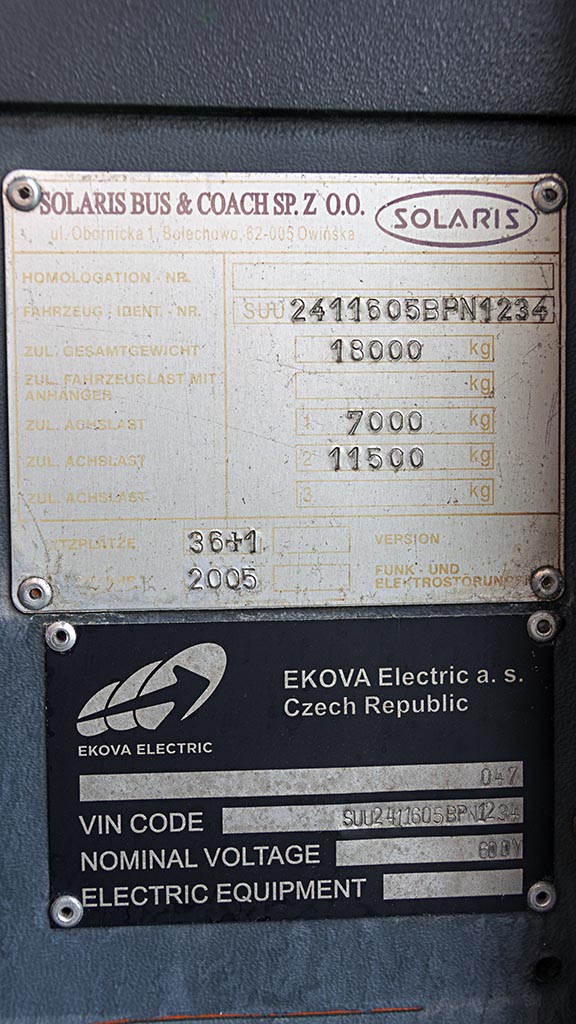 SOLARIS BUS & COACH SP. Z O.O.
SOLARIS
ul. Obornicka 1, Bolechowo, 62-005 Owińska
HOMOLOGATION - NR.
FAHRZEUG - IDENT. - NR. SUU2411605BPN1234
ZUL. GESAMTGEWICHT 18000 kg
ZUL. FAHRZEUGLAST MIT
ANHÄNGER kg
ZUL. ACHSLAST 1 7000 kg
ZUL. ACHSLAST 2 11500 kg
ZUL. ACHSLAST 3 kg
SITZPLÄTZE 36+1 VERSION
2005 FUNK - UND
ELEKTROSTÖRUNG
EKOVA ELECTRIC
EKOVA Electric a. s.
Czech Republic
047
VIN CODE SUU2411605BPN1234
NOMINAL VOLTAGE 600V
ELECTRIC EQUIPMENT